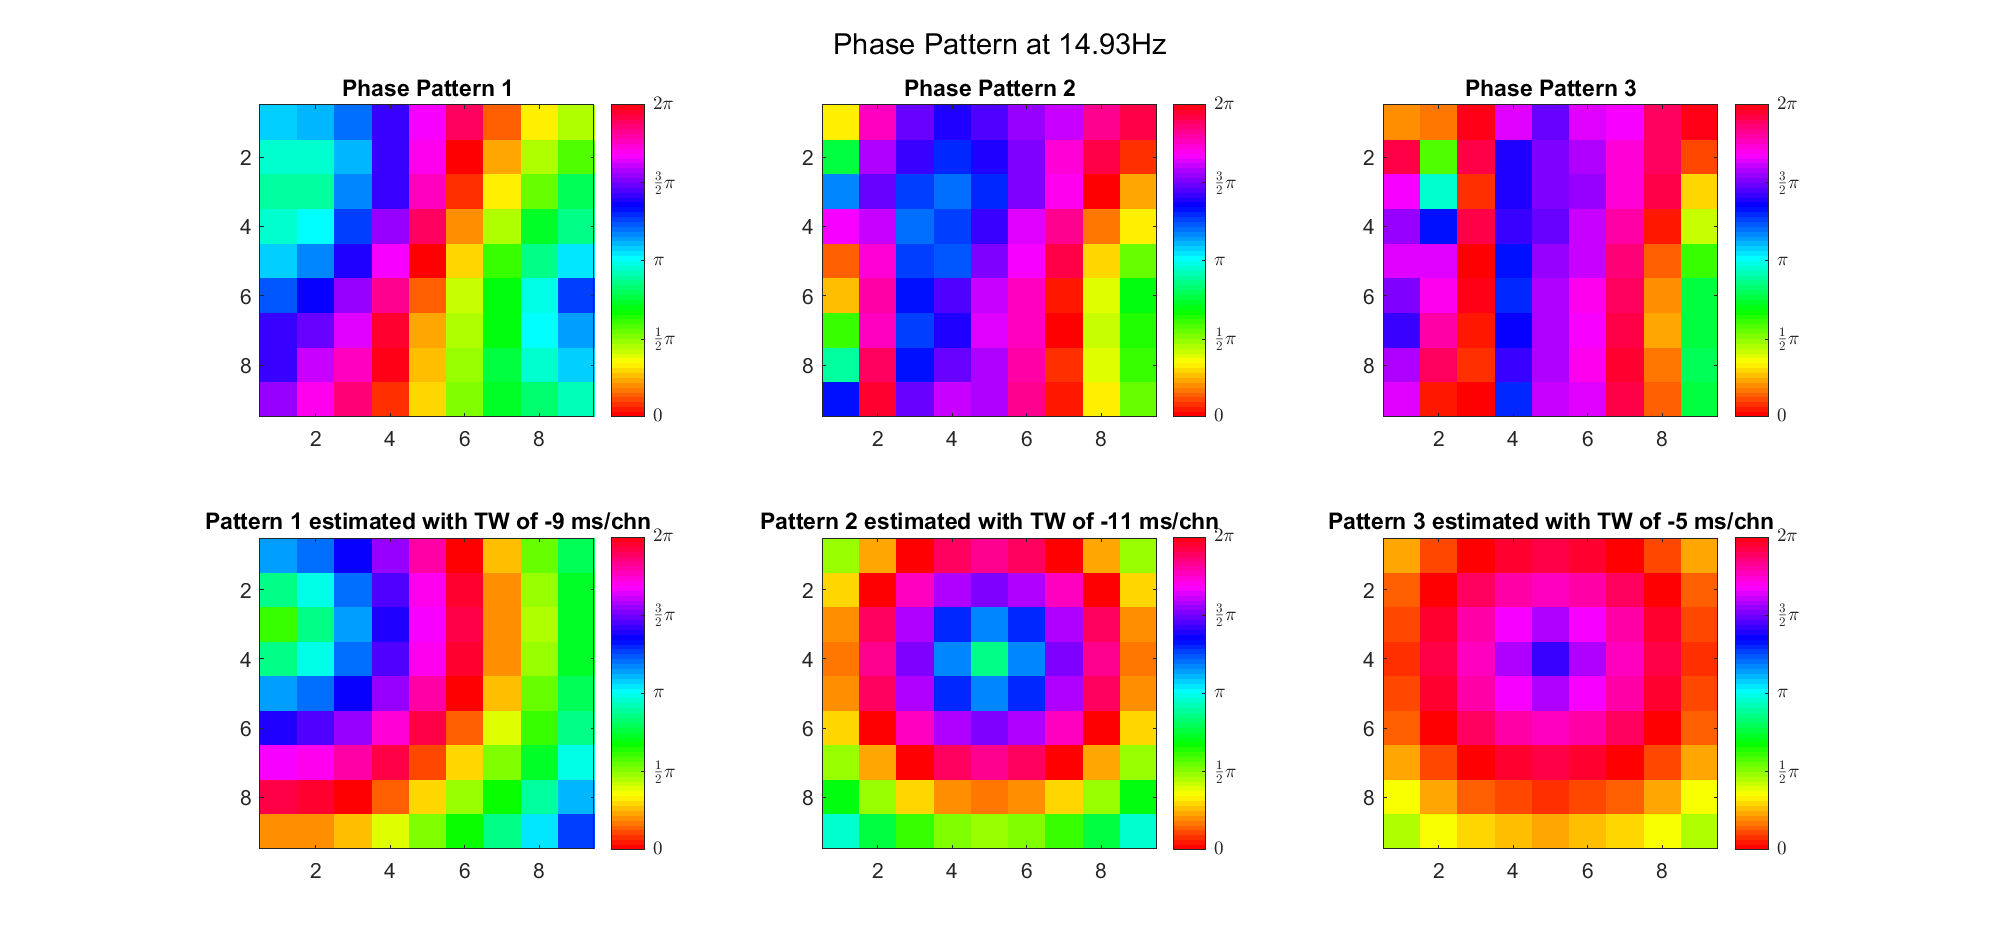 Phase Pattern at 14.93Hz
Phase Pattern 1
2
4
6
8
2 4 6 8
2π
3/2 π
π
1/2 π
0
Phase Pattern 2
2
4
6
8
2 4 6 8
2π
3/2 π
π
1/2 π
0
Phase Pattern 3
2
4
6
8
2 4 6 8
2π
3/2 π
π
1/2 π
0
Pattern 1 estimated with TW of -9 ms/chn
2
4
6
8
2 4 6 8
2π
3/2 π
π
1/2 π
0
Pattern 2 estimated with TW of -11 ms/chn
2
4
6
8
2 4 6 8
2π
3/2 π
π
1/2 π
0
Pattern 3 estimated with TW of -5 ms/chn
2
4
6
8
2 4 6 8
2π
3/2 π
π
1/2 π
0